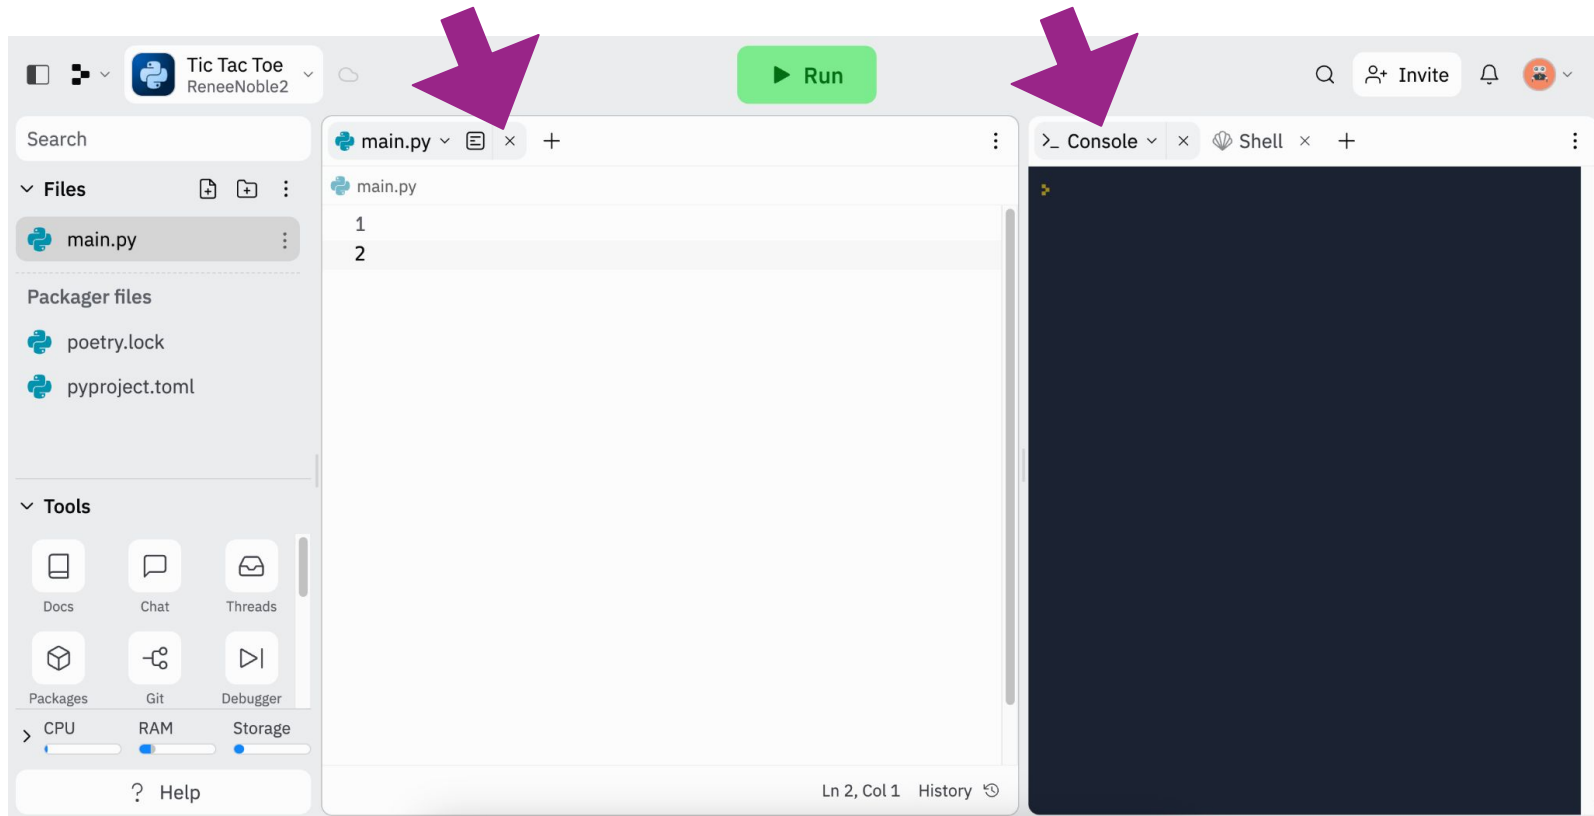 Tic Tac Toe
ReneeNoble2
Run
Invite
Search
Files
main.py
Packager files
poetry.lock
pyproject.toml
Tools
Docs Chat Threads
Packages Git Debugger
CPU RAM Storage
? Help
main.py
main.py
1
2
Ln 2, Col 1 History
>_ Console Shell